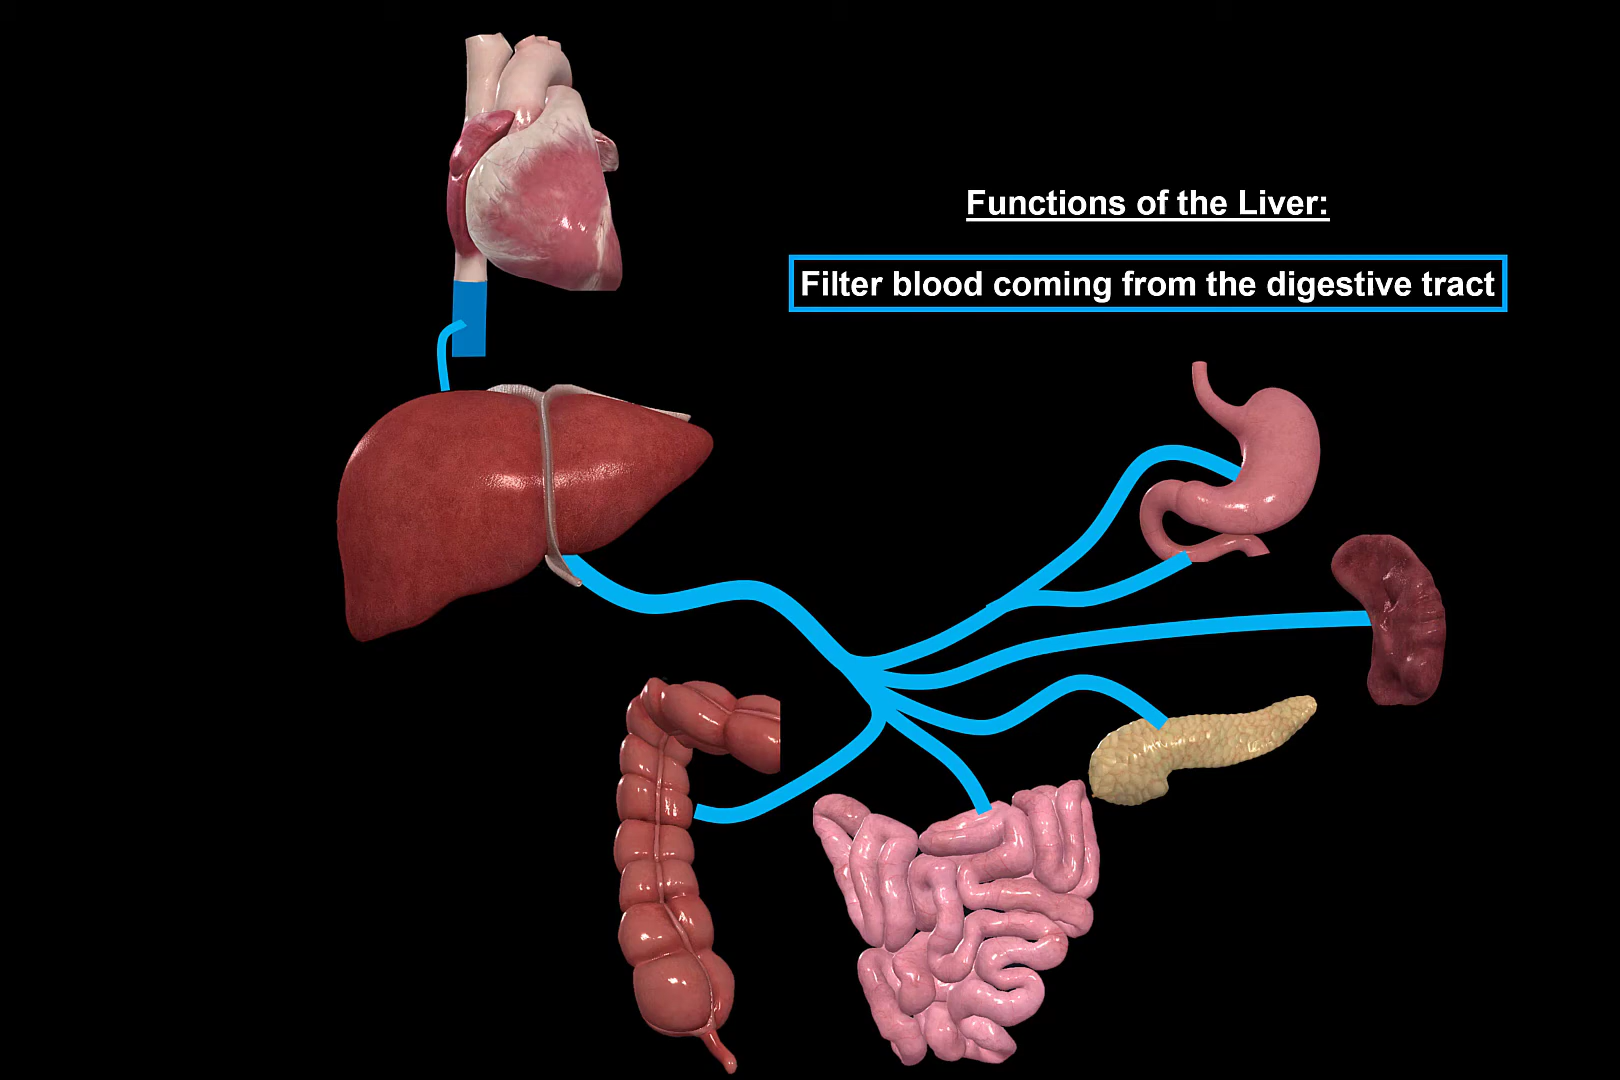 Functions of the Liver:
Filter blood coming from the digestive tract